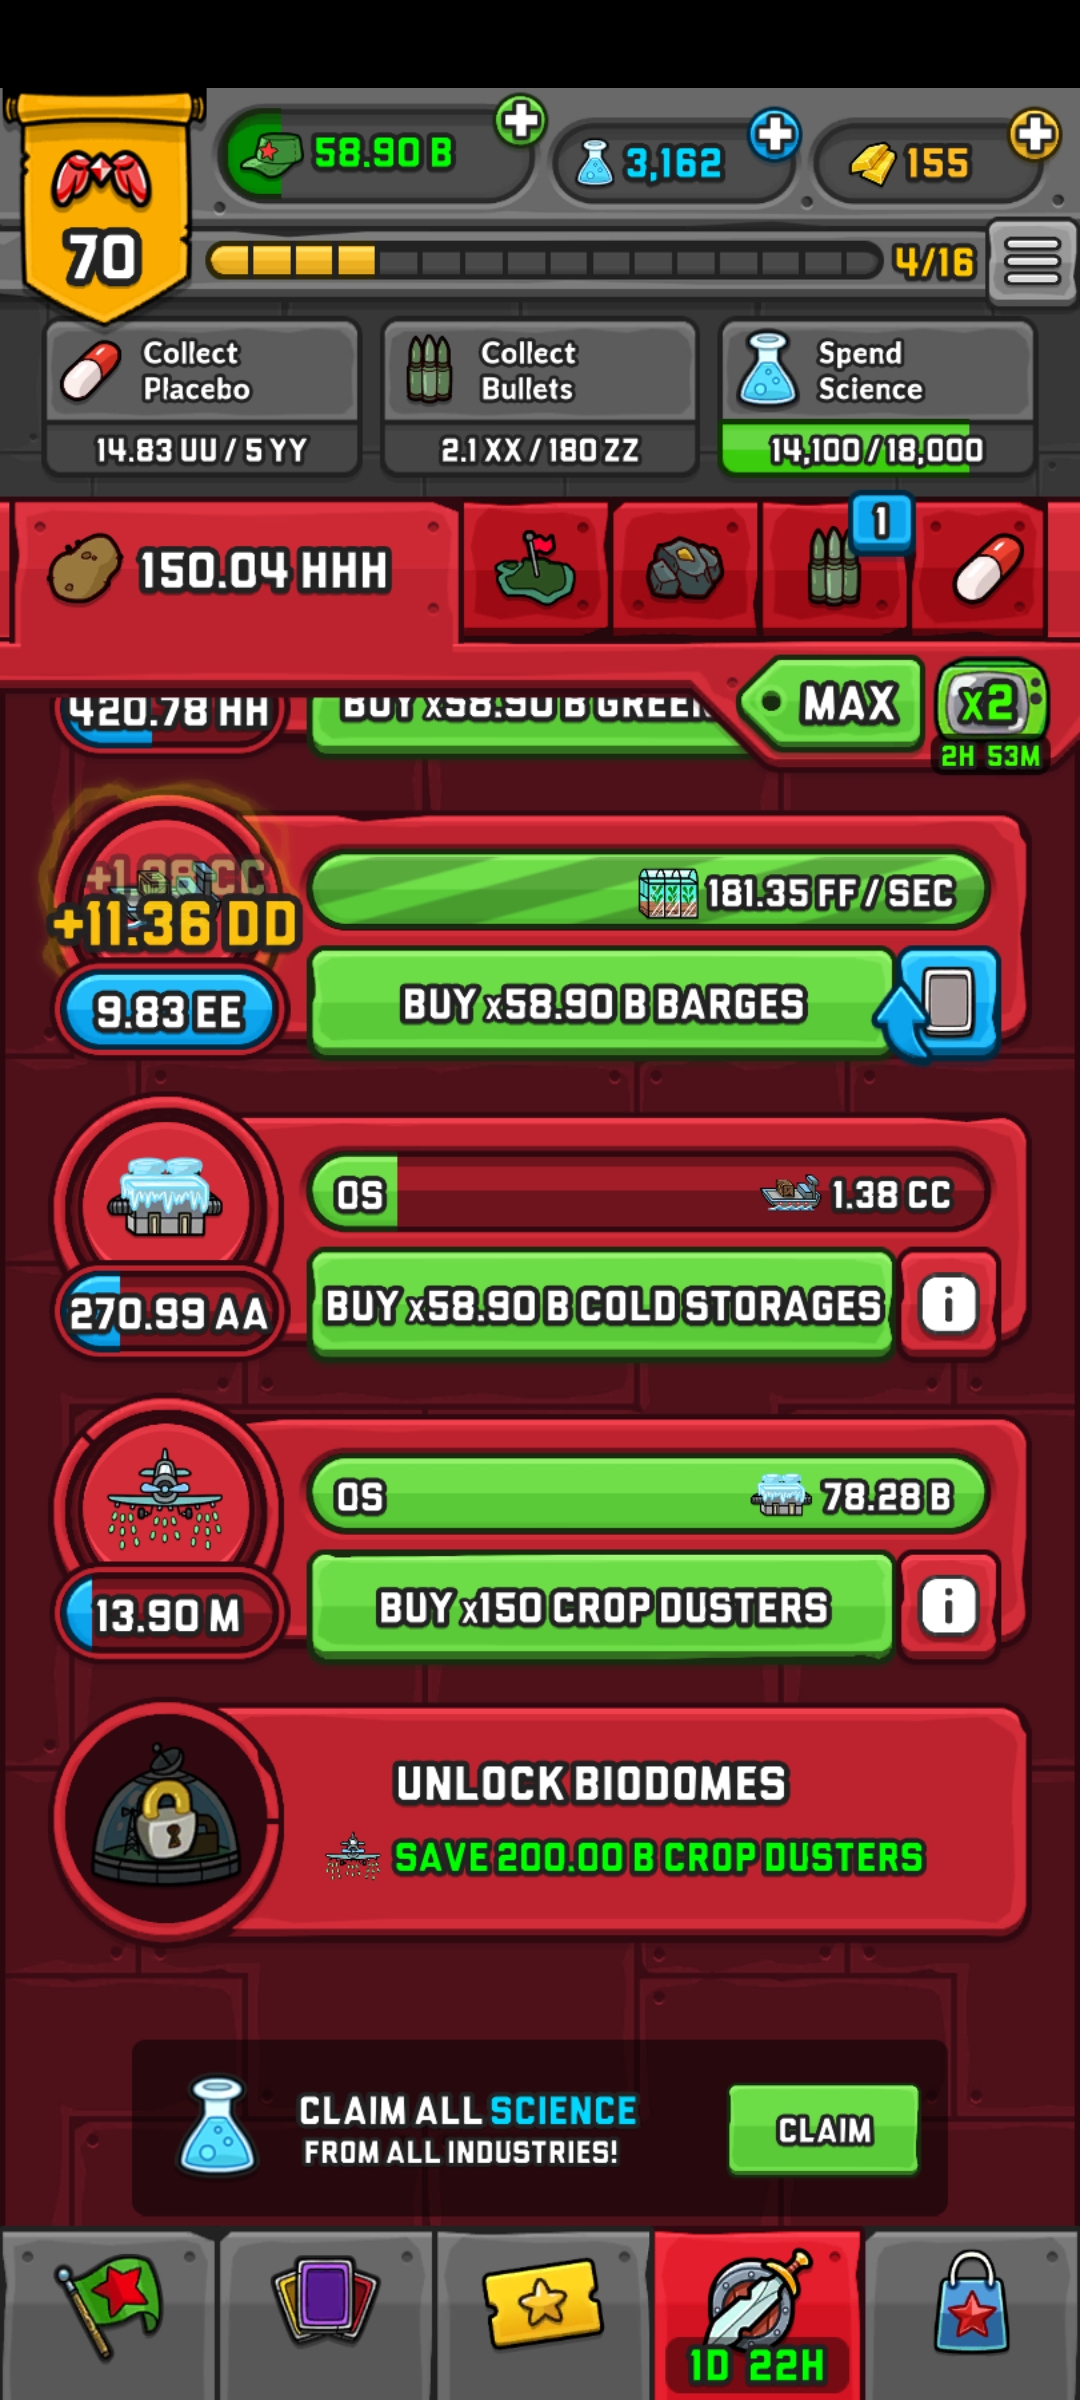 58.90 B
3,162
155
70
4/16
Collect
Placebo
14.83 UU / 5 YY
Collect
Bullets
2.1 XX / 180 ZZ
Spend
Science
14,100 / 18,000
150.04 HHH
1
MAX
x2
2H 53M
420.78 HH
BUY x58.90 B
+1.38 CC
+11.36 DD
181.35 FF / SEC
9.83 EE
BUY x58.90 B BARGES
0S
1.38 CC
270.99 AA
BUY x58.90 B COLD STORAGES
i
0S
78.28 B
13.90 M
BUY x150 CROP DUSTERS
i
UNLOCK BIODOMES
SAVE 200.00 B CROP DUSTERS
CLAIM ALL SCIENCE
FROM ALL INDUSTRIES!
CLAIM
1D 22H